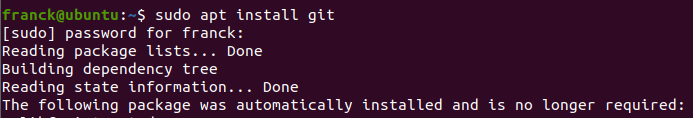 franck@ubuntu:~$ sudo apt install git
[sudo] password for franck:
Reading package lists... Done
Building dependency tree
Reading state information... Done
The following package was automatically installed and is no longer required: